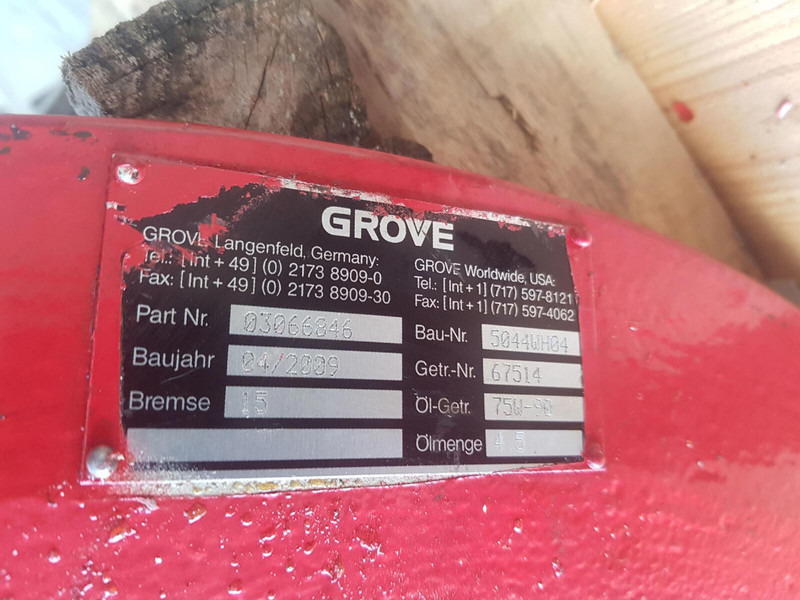 GROVE
GROVE Langenfeld, Germany:
Tel.: [Int + 49] (0) 2173 8909-0
Fax: [Int + 49] (0) 2173 8909-30
GROVE Worldwide, USA:
Tel.: [Int + 1] (717) 597-8121
Fax: [Int + 1] (717) 597-4062
Part Nr. 03066846
Baujahr 04/2009
Bremse 15
Bau-Nr. 5044WH04
Getr.-Nr. 67514
Öl-Getr. 75W-90
Ölmenge 4 5